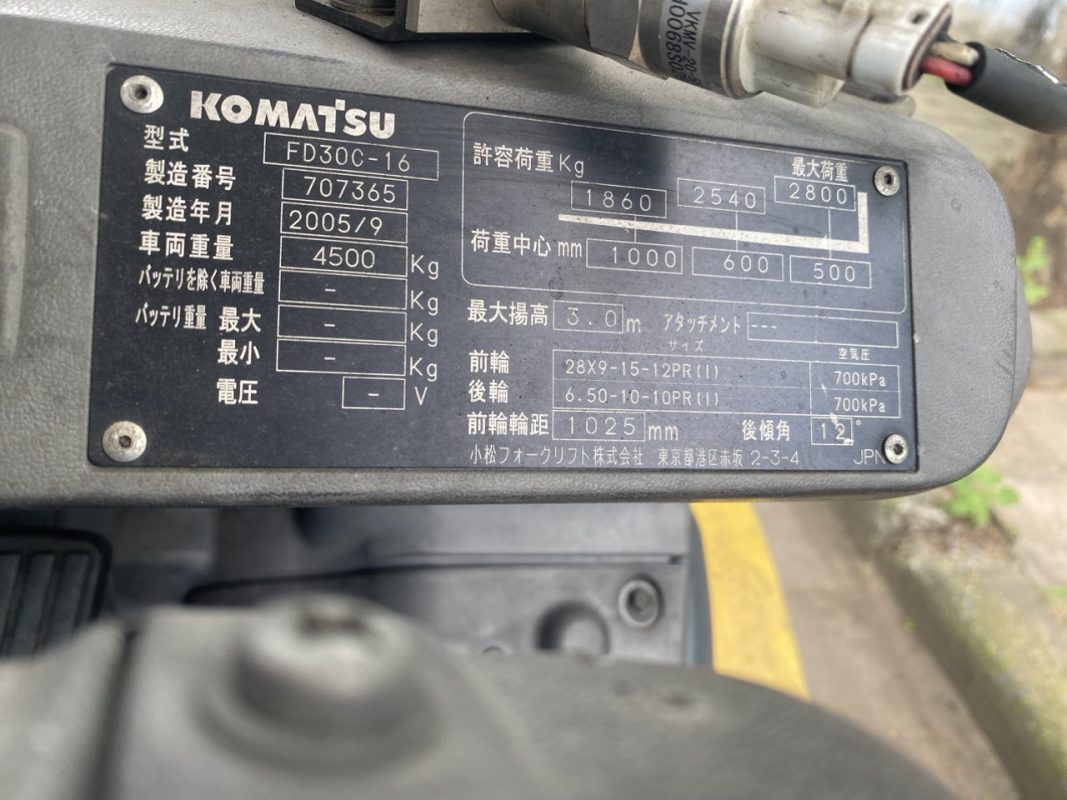 VKMV-20-
KOMATSU
型式 FD30C-16
製造番号 707365
製造年月 2005/9
車両重量 4500 Kg
バッテリを除く車両重量 - Kg
バッテリ重量 最大 - Kg
最小 - Kg
電圧 - V
許容荷重 Kg 最大荷重
1860 2540 2800
荷重中心 mm 1000 600 500
最大揚高 3.0 m アタッチメント ---
サイズ 空気圧
前輪 28X9-15-12PR(I) 700kPa
後輪 6.50-10-10PR(I) 700kPa
前輪輪距 1025 mm 後傾角 12°
小松フォークリフト株式会社 東京都港区赤坂 2-3-4 JPN